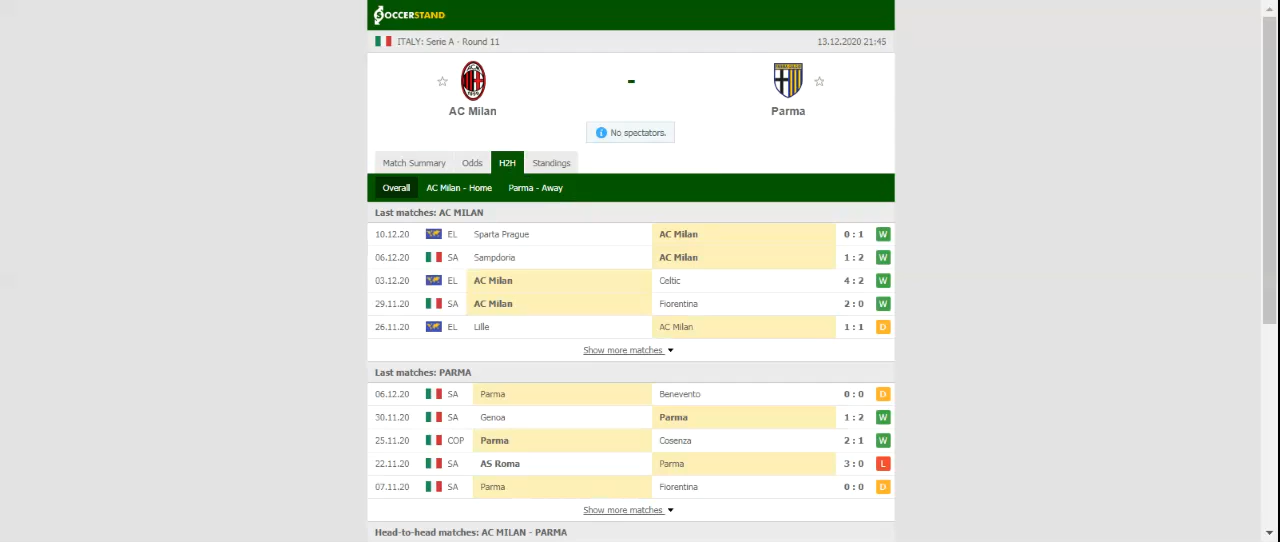 SOCCERSTAND
ITALY: Serie A - Round 11 13.12.2020 21:45
-
AC Milan Parma
No spectators.
Match Summary Odds H2H Standings
Overall AC Milan - Home Parma - Away
Last matches: AC MILAN
10.12.20 EL Sparta Prague AC Milan 0 : 1 W
06.12.20 SA Sampdoria AC Milan 1 : 2 W
03.12.20 EL AC Milan Celtic 4 : 2 W
29.11.20 SA AC Milan Fiorentina 2 : 0 W
26.11.20 EL Lille AC Milan 1 : 1 D
Show more matches
Last matches: PARMA
06.12.20 SA Parma Benevento 0 : 0 D
30.11.20 SA Genoa Parma 1 : 2 W
25.11.20 COP Parma Cosenza 2 : 1 W
22.11.20 SA AS Roma Parma 3 : 0 L
07.11.20 SA Parma Fiorentina 0 : 0 D
Show more matches
Head-to-head matches: AC MILAN - PARMA